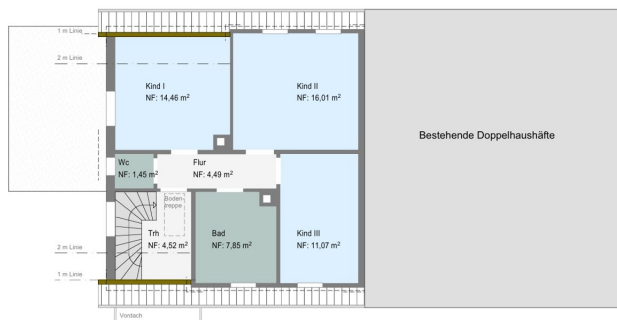 1 m Linie
2 m Linie
Kind I
NF: 14,46 m²
Kind II
NF: 16,01 m²
Bestehende Doppelhaushäfte
Wc
NF: 1,45 m²
Flur
NF: 4,49 m²
Boden-
treppe
Trh
NF: 4,52 m²
Bad
NF: 7,85 m²
Kind III
NF: 11,07 m²
2 m Linie
1 m Linie
Vordach